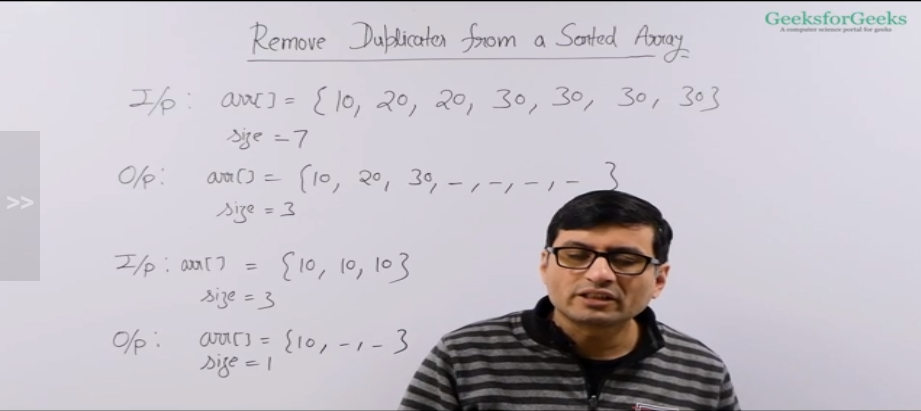 GeeksforGeeks
A computer science portal for geeks
Remove Duplicates from a Sorted Array
I/p: arr[] = {10, 20, 20, 30, 30, 30, 30}
size = 7
O/p: arr[] = {10, 20, 30, –, –, –, – }
size = 3
>>
I/p: arr[] = {10, 10, 10}
size = 3
O/p: arr[] = {10, –, – }
size = 1